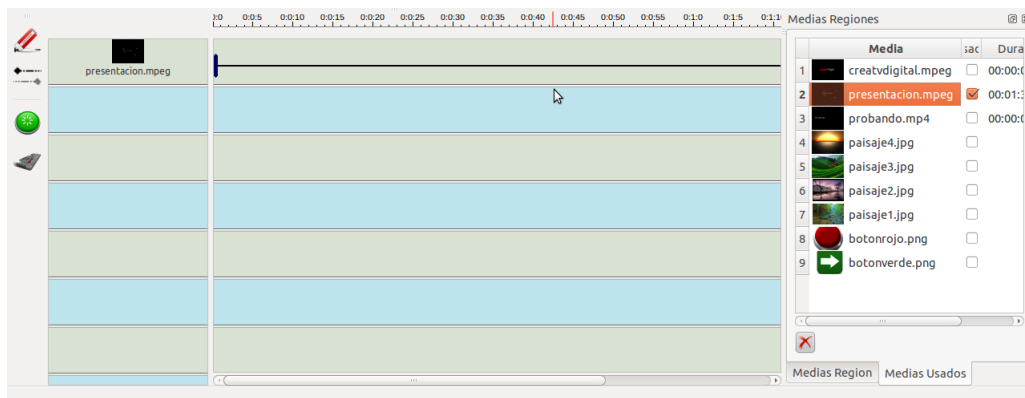 0:0:5 0:0:10 0:0:15 0:0:20 0:0:25 0:0:30 0:0:35 0:0:40 0:0:45 0:0:50 0:0:55 0:1:0 0:1:5
Medias Regiones
Media Dura
presentacion.mpeg
1 creatvdigital.mpeg 00:00:0
2 presentacion.mpeg 00:01:3
3 probando.mp4 00:00:0
4 paisaje4.jpg
5 paisaje3.jpg
6 paisaje2.jpg
7 paisaje1.jpg
8 botonrojo.png
9 botonverde.png
Medias Region Medias Usados